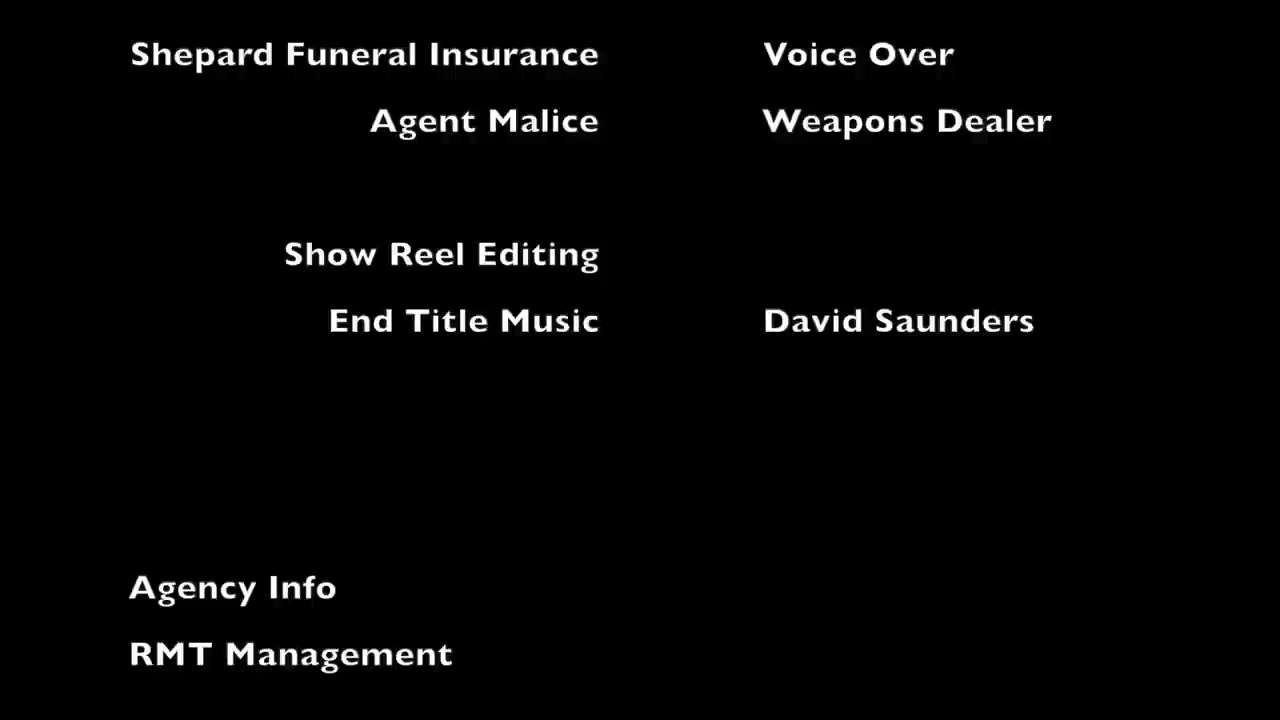 Shepard Funeral Insurance Voice Over
Agent Malice Weapons Dealer
Show Reel Editing
End Title Music David Saunders
Agency Info
RMT Management